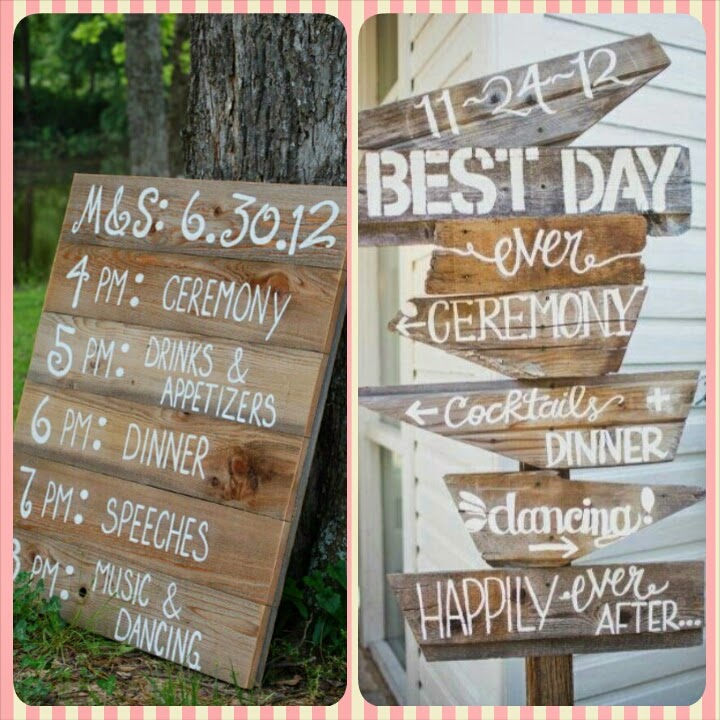 M&S: 6.30.12
4 PM: CEREMONY
5 PM: DRINKS &
APPETIZERS
6 PM: DINNER
7 PM: SPEECHES
8 PM: MUSIC &
DANCING
11~24~12
BEST DAY
ever
←CEREMONY
← Cocktails +
DINNER
dancing!
→
HAPPILY ever
AFTER...